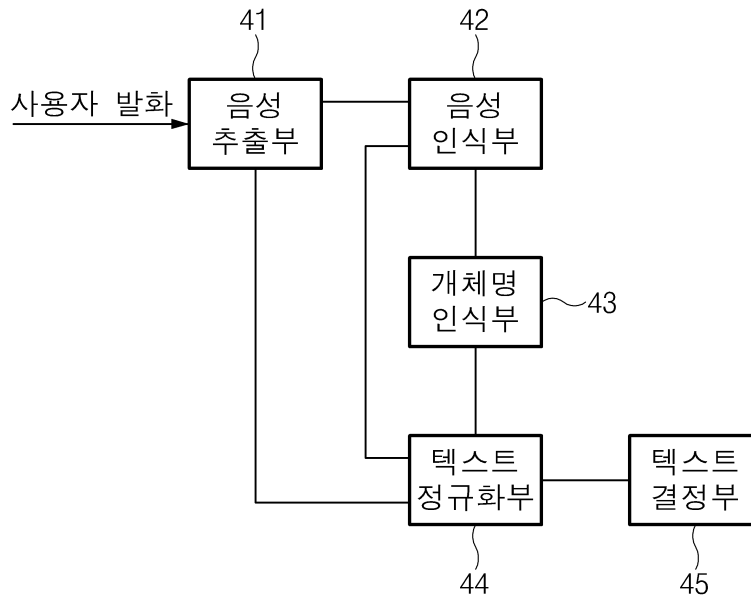 41
42
사용자 발화
음성
추출부
음성
인식부
개체명
인식부
43
텍스트
정규화부
텍스트
결정부
44
45